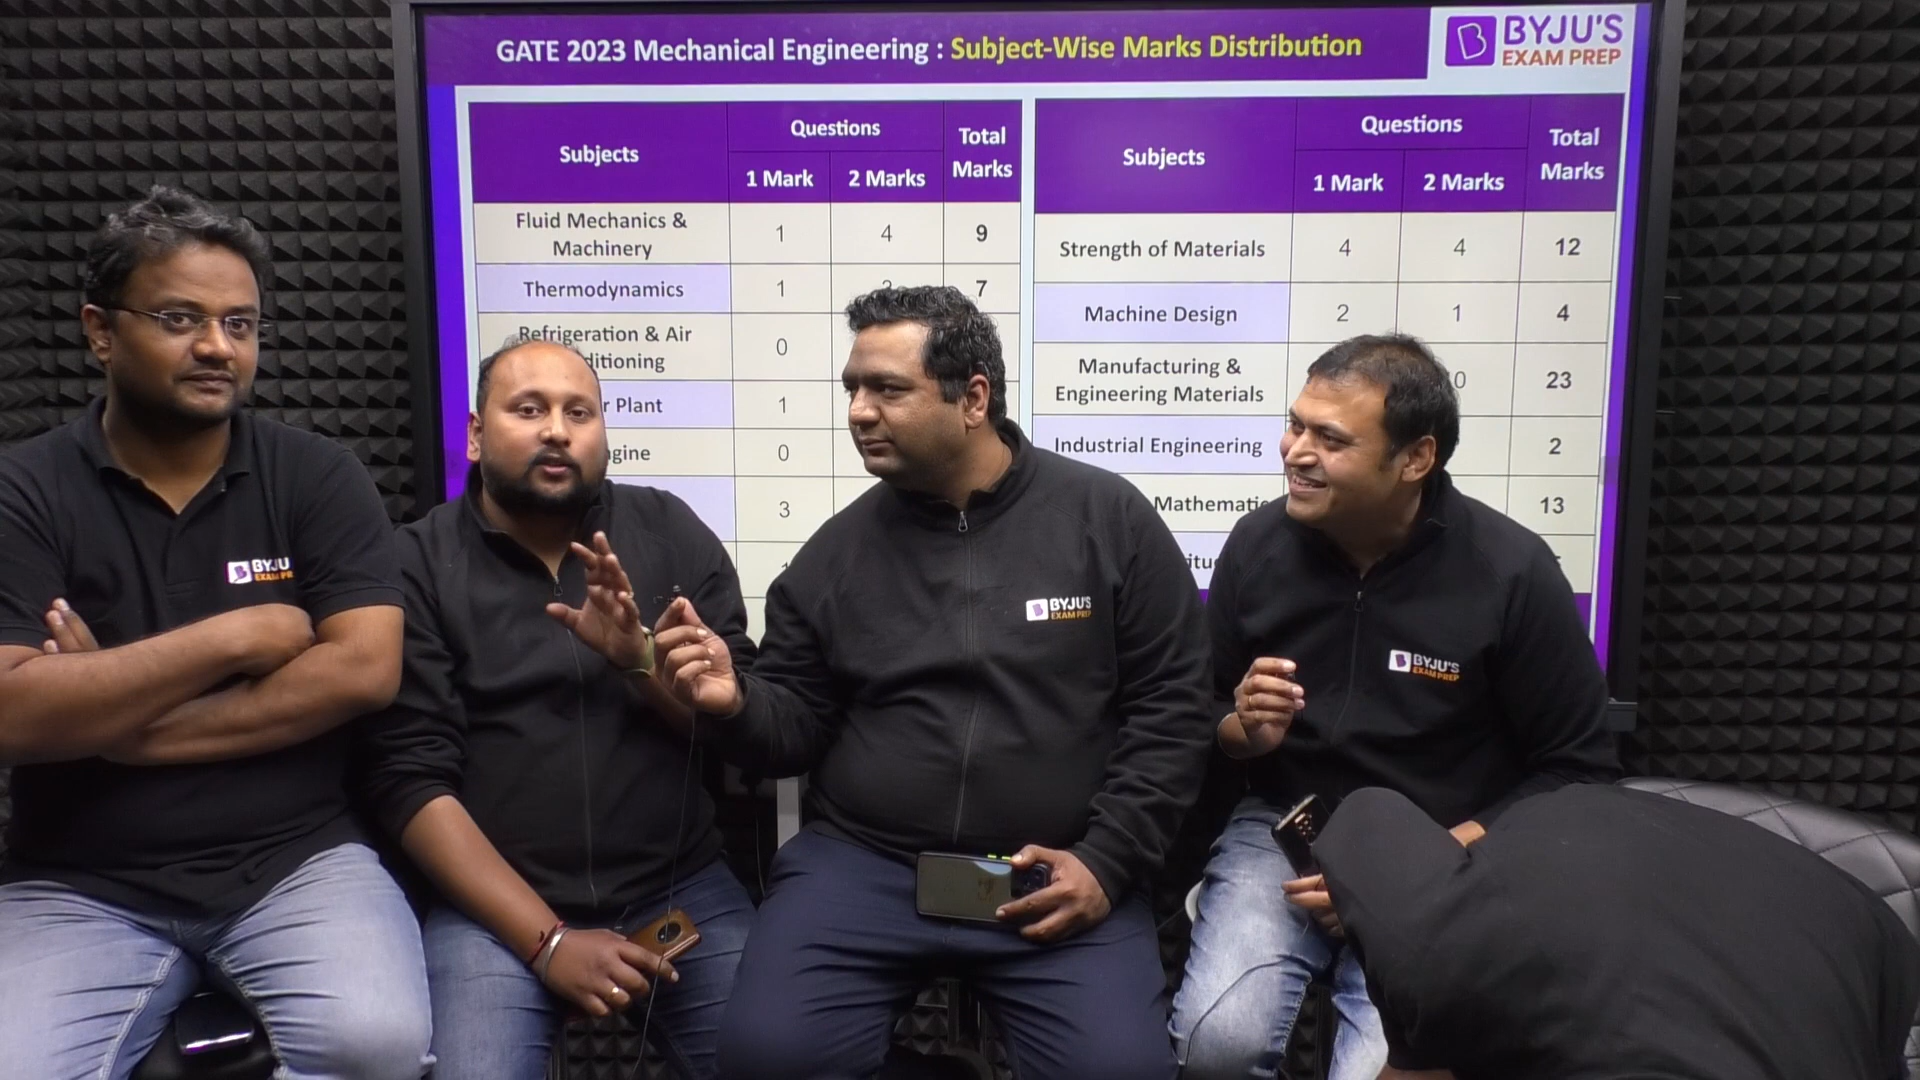 GATE 2023 Mechanical Engineering : Subject-Wise Marks Distribution
BYJU'S
EXAM PREP
Subjects
Questions
Total
Marks
1 Mark
2 Marks
Fluid Mechanics &
Machinery
1
4
9
Thermodynamics
1
7
Refrigeration & Air
0
Plant
1
0
3
Subjects
Questions
Total
Marks
1 Mark
2 Marks
Strength of Materials
4
4
12
Machine Design
2
1
4
Manufacturing &
Engineering Materials
23
Industrial Engineering
2
Mathematic
13
BYJU
EXAM PR
BYJU'S
EXAM PREP
BYJU'S
EXAM PREP